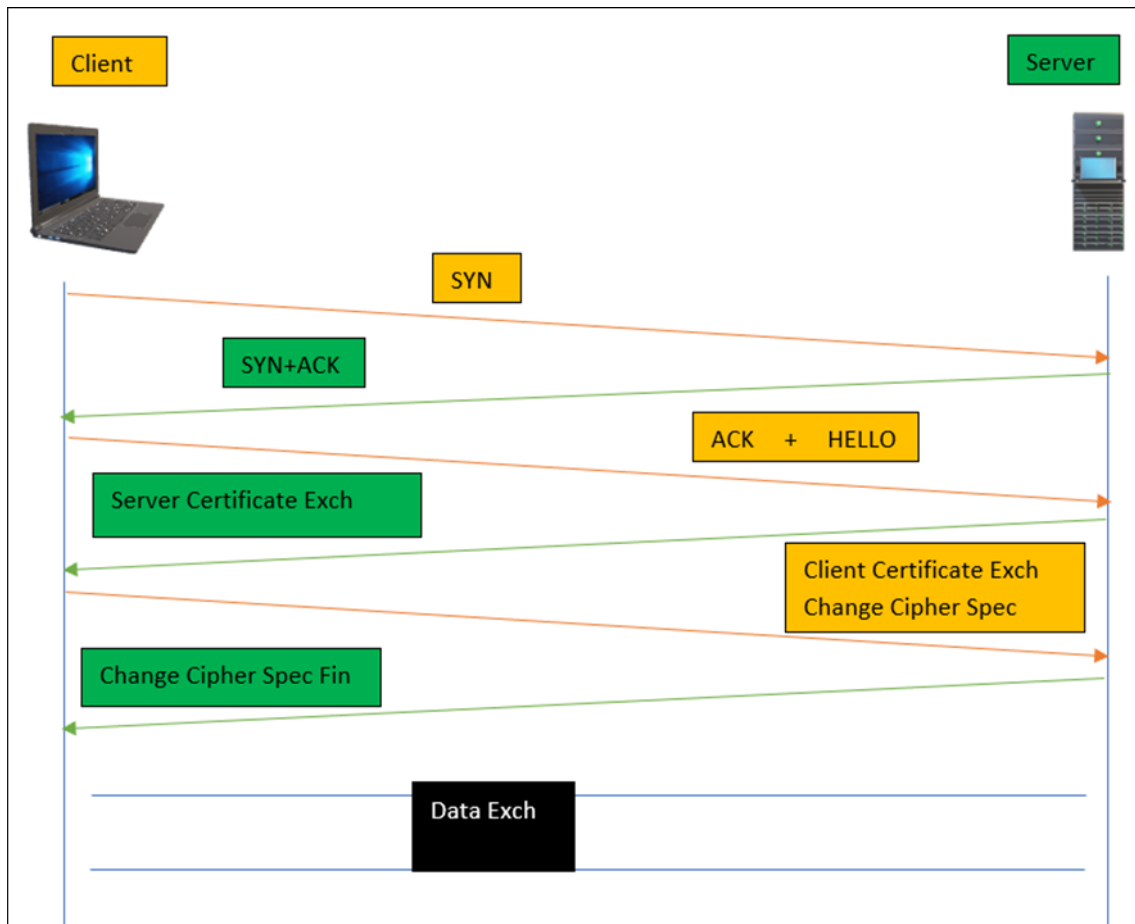 Client
Server
SYN
SYN+ACK
ACK + HELLO
Server Certificate Exch
Client Certificate Exch
Change Cipher Spec
Change Cipher Spec Fin
Data Exch